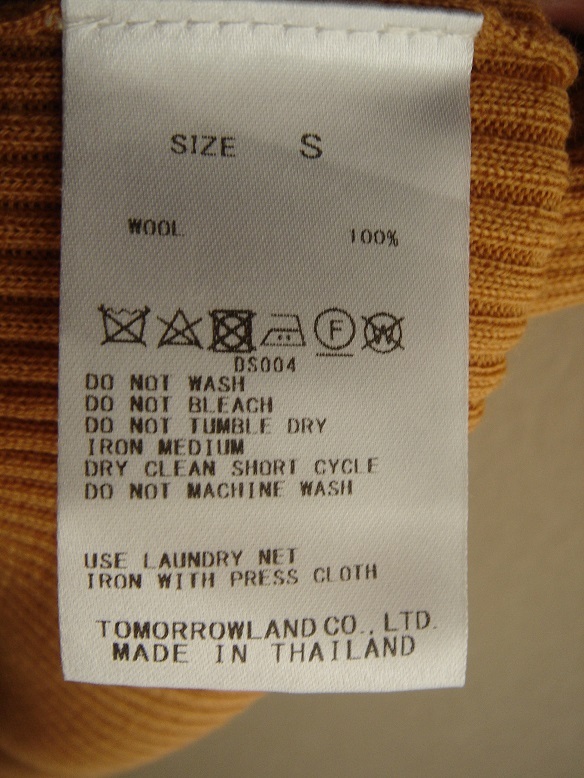 SIZE S
WOOL 100%
F W
DS004
DO NOT WASH
DO NOT BLEACH
DO NOT TUMBLE DRY
IRON MEDIUM
DRY CLEAN SHORT CYCLE
DO NOT MACHINE WASH
USE LAUNDRY NET
IRON WITH PRESS CLOTH
TOMORROWLAND CO., LTD.
MADE IN THAILAND